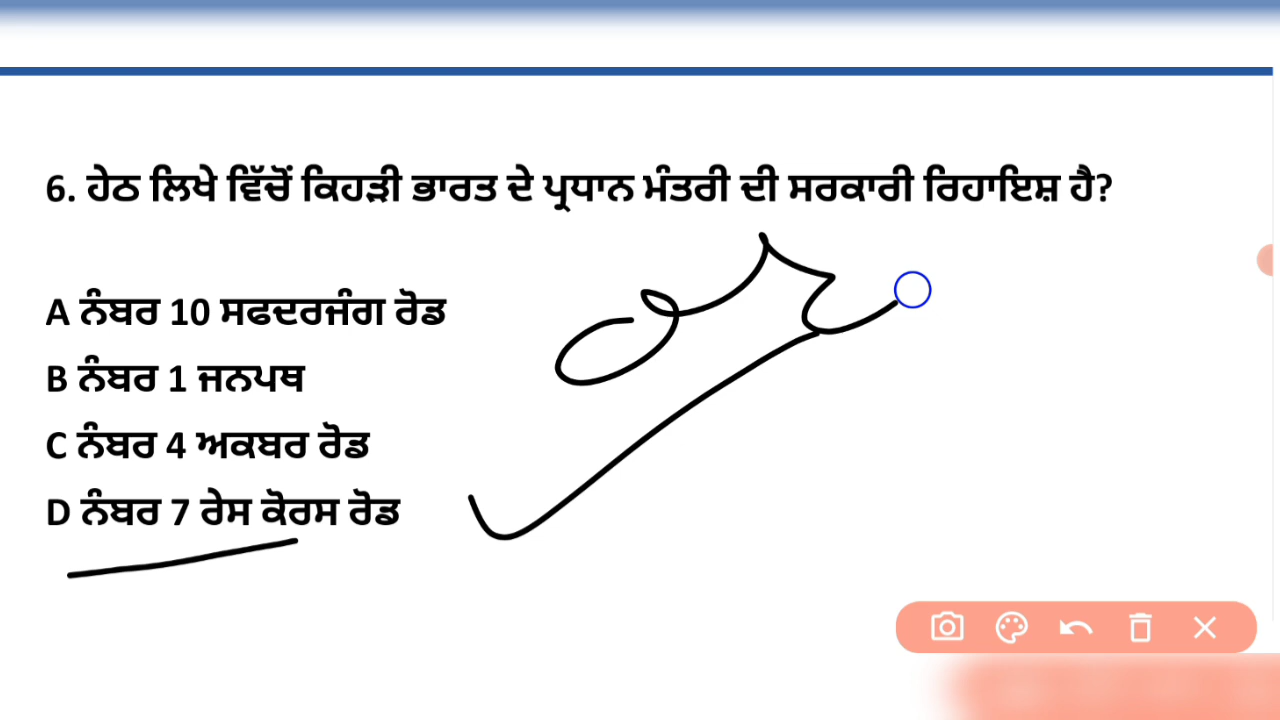 6. ਹੇਠ ਲਿਖੇ ਵਿੱਚੋਂ ਕਿਹੜੀ ਭਾਰਤ ਦੇ ਪ੍ਰਧਾਨ ਮੰਤਰੀ ਦੀ ਸਰਕਾਰੀ ਰਿਹਾਇਸ਼ ਹੈ?
A ਨੰਬਰ 10 ਸਫਦਰਜੰਗ ਰੋਡ
B ਨੰਬਰ 1 ਜਨਪਥ
C ਨੰਬਰ 4 ਅਕਬਰ ਰੋਡ
D ਨੰਬਰ 7 ਰੇਸ ਕੋਰਸ ਰੋਡ